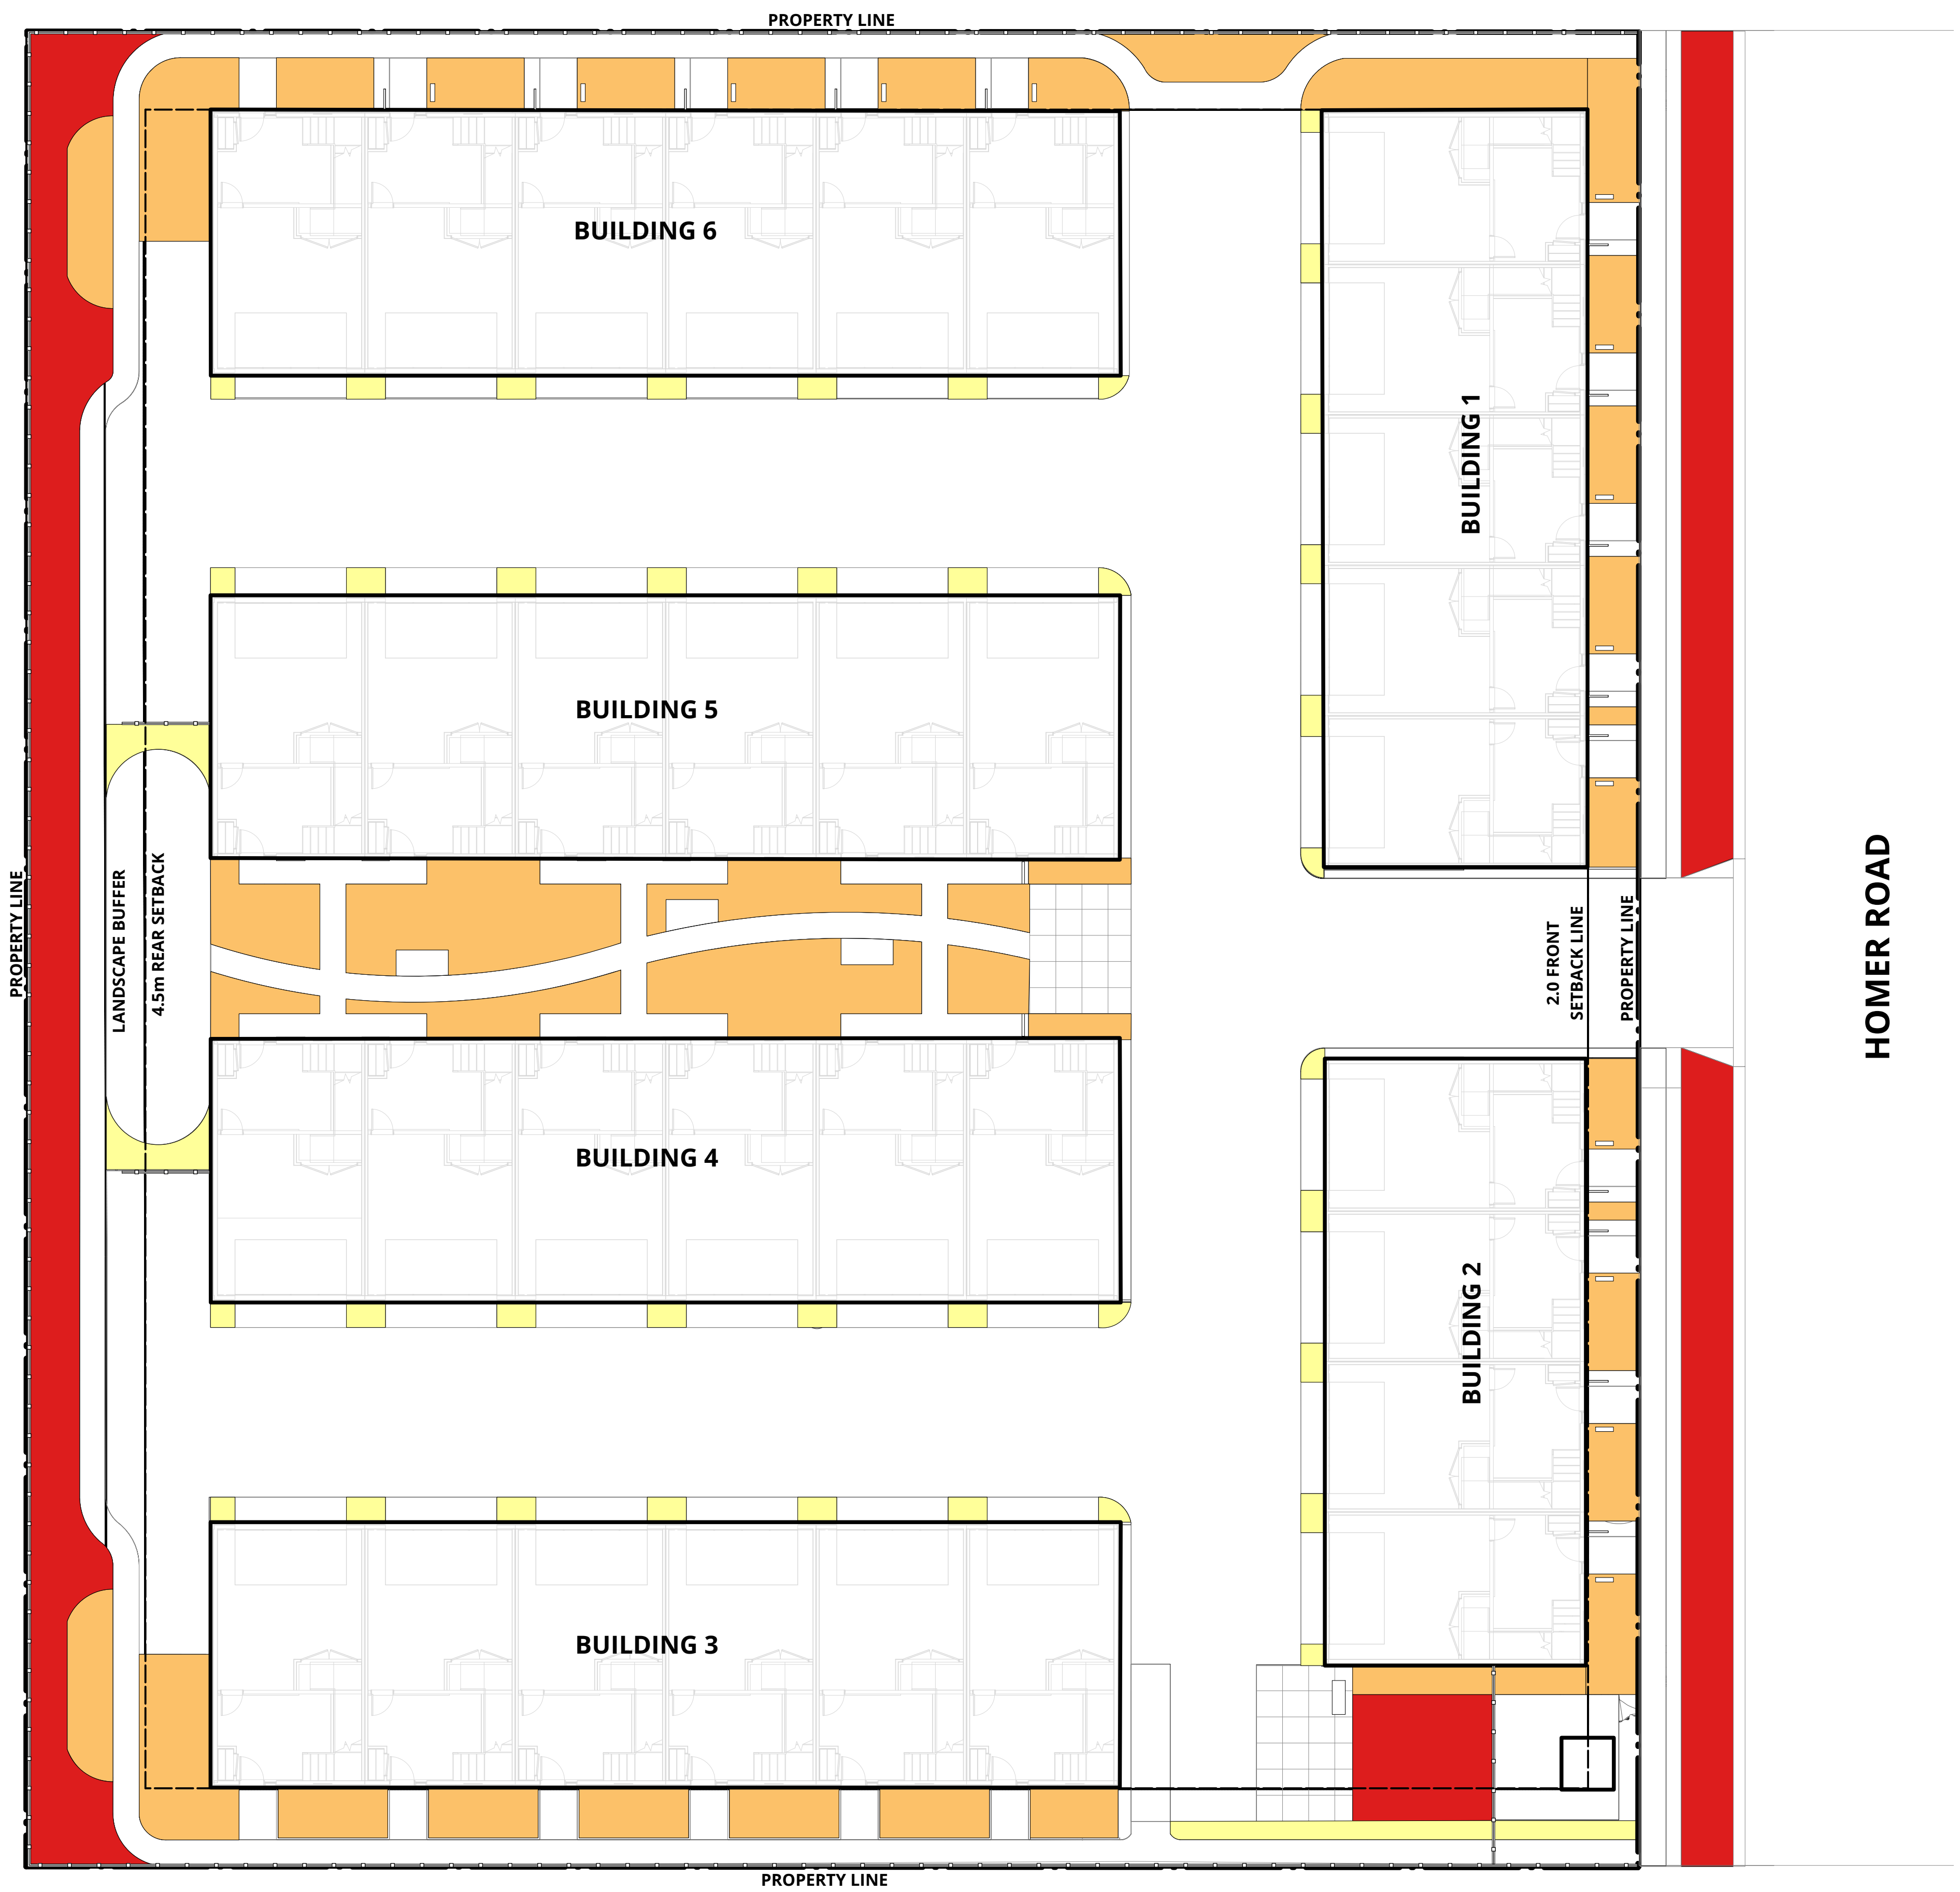 PROPERTY LINE
BUILDING 6
BUILDING 1
BUILDING 5
PROPERTY LINE
LANDSCAPE BUFFER
4.5m REAR SETBACK
2.0 FRONT
SETBACK LINE
PROPERTY LINE
HOMER ROAD
BUILDING 4
BUILDING 2
BUILDING 3
PROPERTY LINE